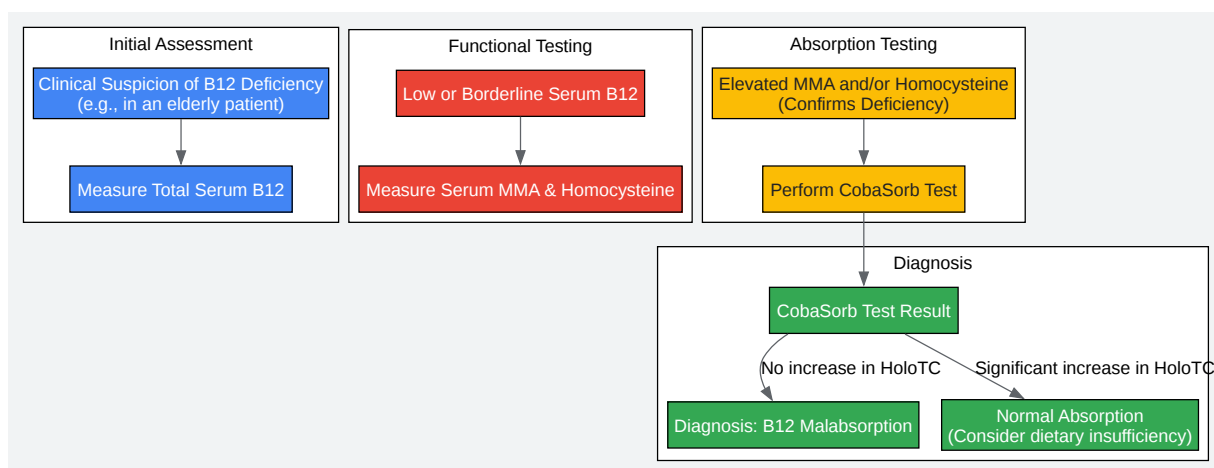 Initial Assessment
Clinical Suspicion of B12 Deficiency
(e.g., in an elderly patient)
Measure Total Serum B12
Functional Testing
Low or Borderline Serum B12
Measure Serum MMA & Homocysteine
Absorption Testing
Elevated MMA and/or Homocysteine
(Confirms Deficiency)
Perform CobaSorb Test
Diagnosis
CobaSorb Test Result
No increase in HoloTC
Significant increase in HoloTC
Diagnosis: B12 Malabsorption
Normal Absorption
(Consider dietary insufficiency)